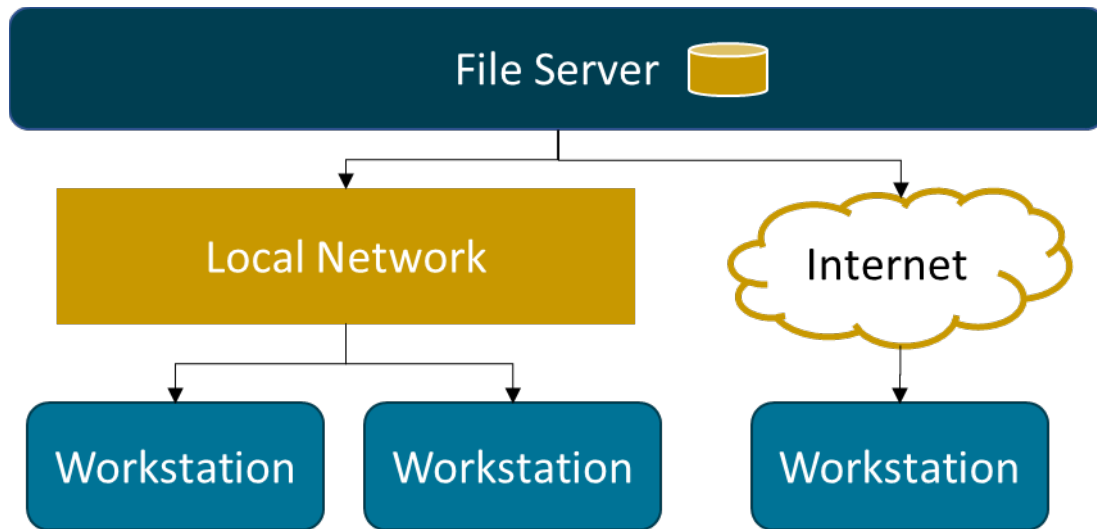 File Server
Local Network
Internet
Workstation
Workstation
Workstation